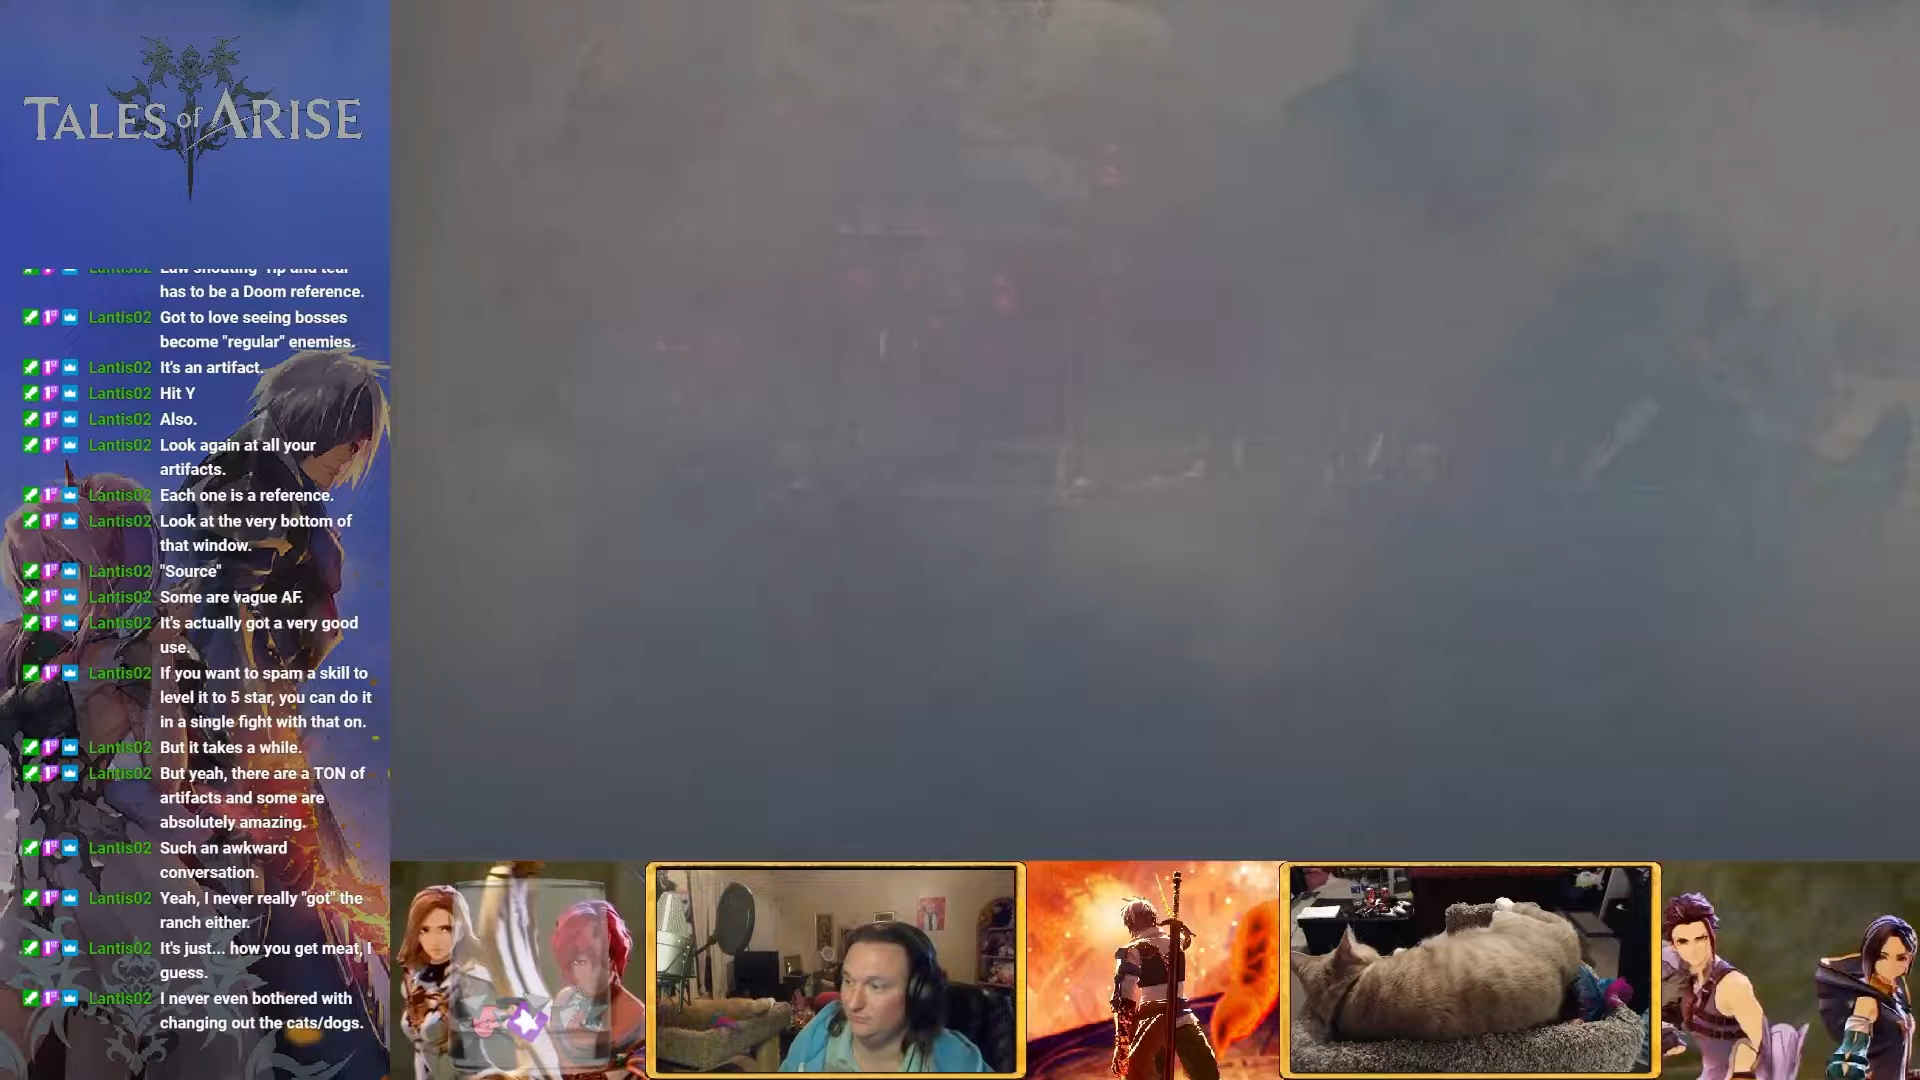 TALES of ARISE
Lantis02 Law shouting "rip and tear"
has to be a Doom reference.
Lantis02 Got to love seeing bosses
become "regular" enemies.
Lantis02 It's an artifact.
Lantis02 Hit Y
Lantis02 Also.
Lantis02 Look again at all your
artifacts.
Lantis02 Each one is a reference.
Lantis02 Look at the very bottom of
that window.
Lantis02 "Source"
Lantis02 Some are vague AF.
Lantis02 It's actually got a very good
use.
Lantis02 If you want to spam a skill to
level it to 5 star, you can do it
in a single fight with that on.
Lantis02 But it takes a while.
Lantis02 But yeah, there are a TON of
artifacts and some are
absolutely amazing.
Lantis02 Such an awkward
conversation.
Lantis02 Yeah, I never really "got" the
ranch either.
Lantis02 It's just... how you get meat, I
guess.
Lantis02 I never even bothered with
changing out the cats/dogs.